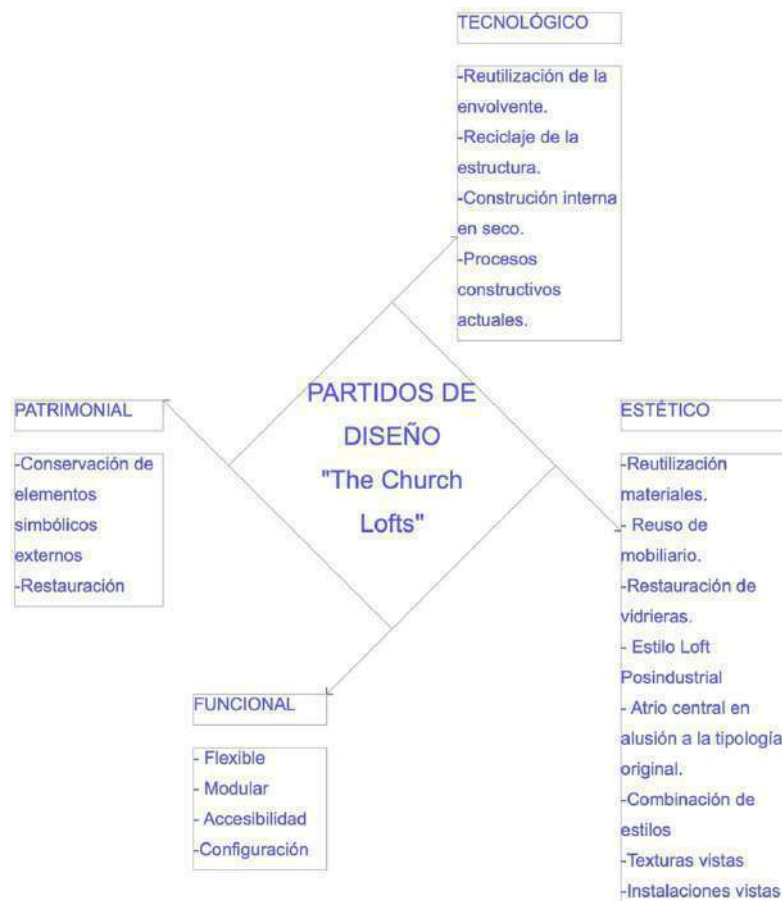 TECNOLÓGICO
-Reutilización de la
envolvente.
-Reciclaje de la
estructura.
-Construción interna
en seco.
-Procesos
constructivos
actuales.
PARTIDOS DE
DISEÑO
"The Church
Lofts"
PATRIMONIAL
-Conservación de
elementos
simbólicos
externos
-Restauración
ESTÉTICO
-Reutilización
materiales.
- Reuso de
mobiliario.
-Restauración de
vidrieras.
- Estilo Loft
Posindustrial
- Atrio central en
alusión a la tipología
original.
-Combinación de
estilos
-Texturas vistas
-Instalaciones vistas
FUNCIONAL
- Flexible
- Modular
- Accesibilidad
-Configuración